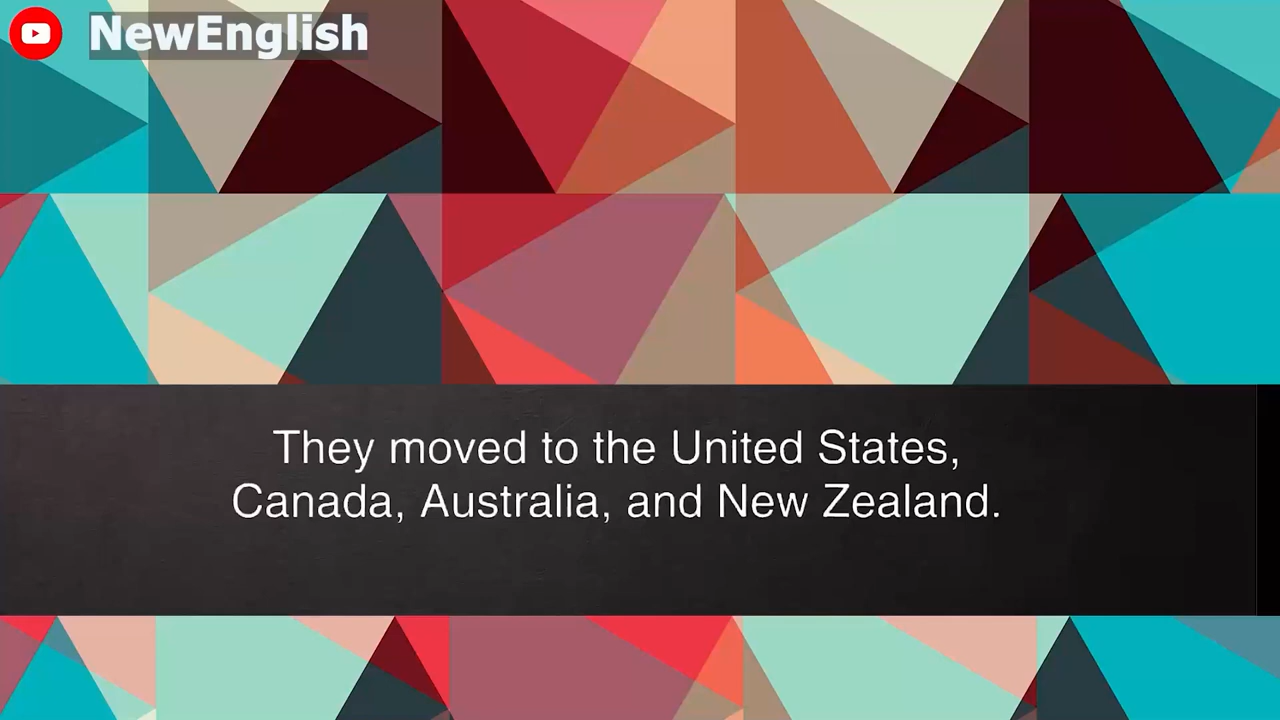 NewEnglish
They moved to the United States,
Canada, Australia, and New Zealand.